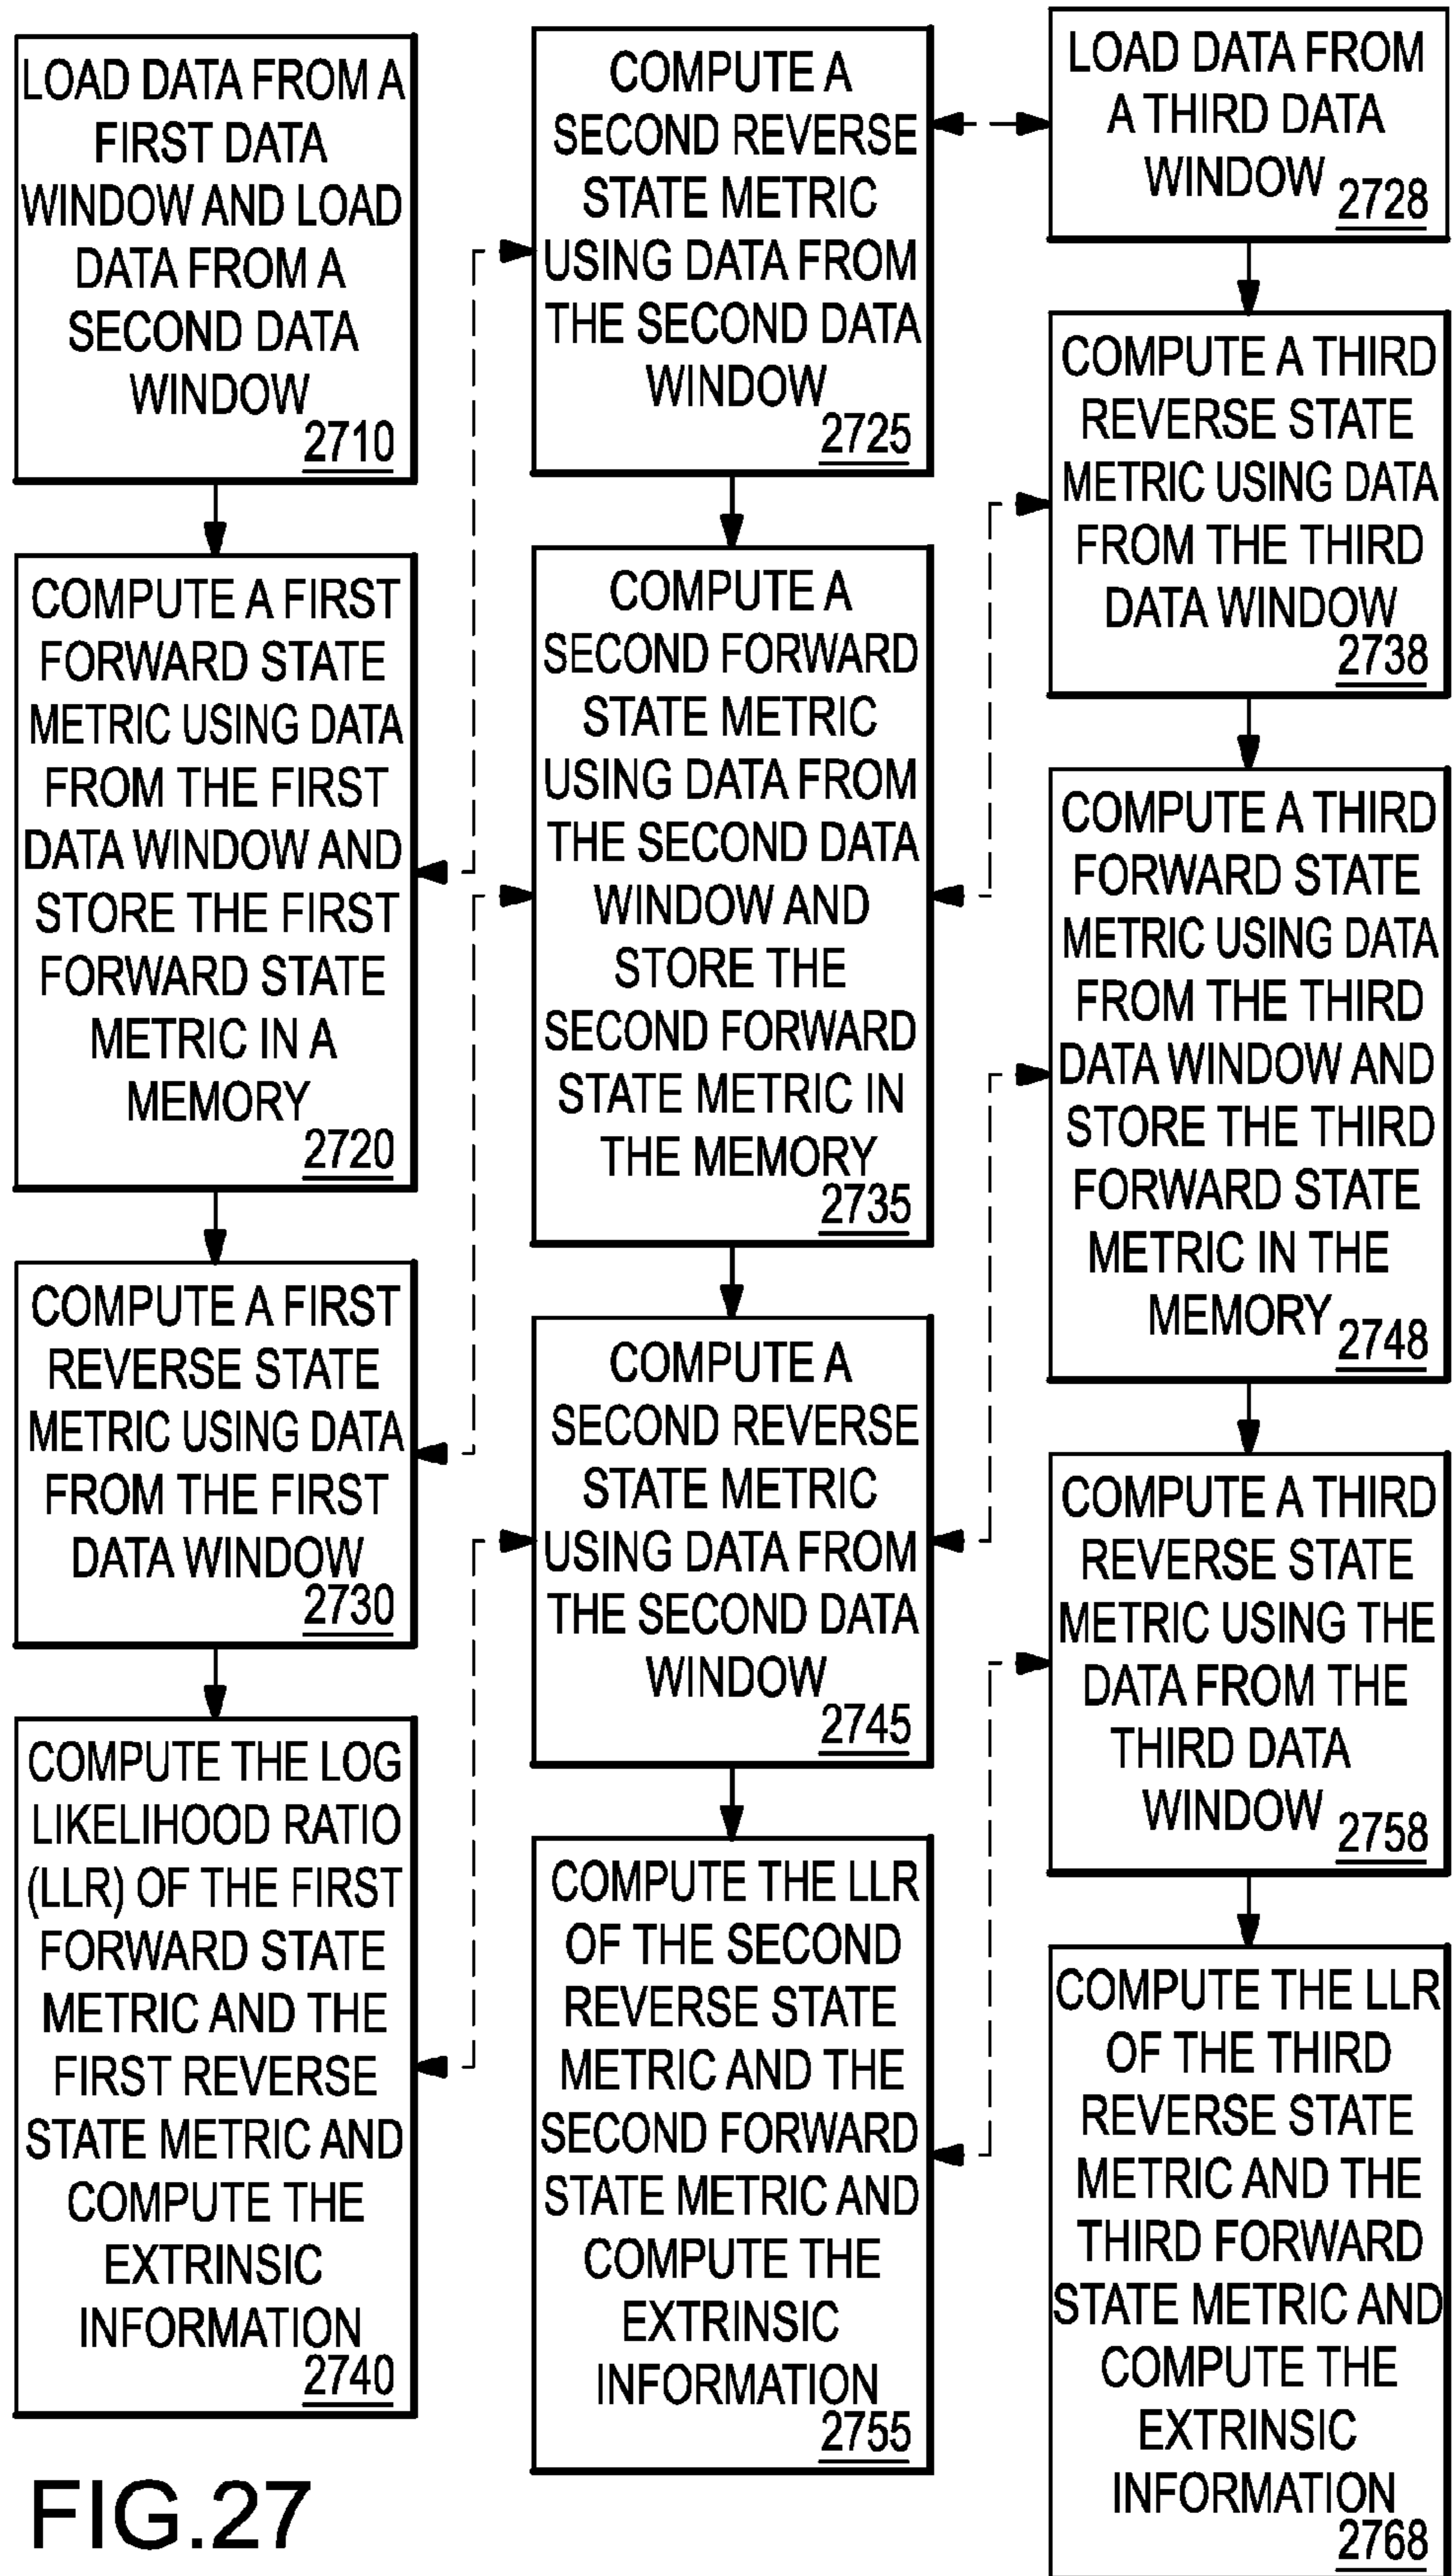 LOAD DATA FROM A
FIRST DATA
WINDOW AND LOAD
DATA FROM A
SECOND DATA
WINDOW
2710
COMPUTE A FIRST
FORWARD STATE
METRIC USING DATA
FROM THE FIRST
DATA WINDOW AND
STORE THE FIRST
FORWARD STATE
METRIC IN A
MEMORY
2720
COMPUTE A FIRST
REVERSE STATE
METRIC USING DATA
FROM THE FIRST
DATA WINDOW
2730
COMPUTE THE LOG
LIKELIHOOD RATIO
(LLR) OF THE FIRST
FORWARD STATE
METRIC AND THE
FIRST REVERSE
STATE METRIC AND
COMPUTE THE
EXTRINSIC
INFORMATION
2740
COMPUTE A
SECOND REVERSE
STATE METRIC
USING DATA FROM
THE SECOND DATA
WINDOW
2725
COMPUTE A
SECOND FORWARD
STATE METRIC
USING DATA FROM
THE SECOND DATA
WINDOW AND
STORE THE
SECOND FORWARD
STATE METRIC IN
THE MEMORY
2735
COMPUTE A
SECOND REVERSE
STATE METRIC
USING DATA FROM
THE SECOND DATA
WINDOW
2745
COMPUTE THE LLR
OF THE SECOND
REVERSE STATE
METRIC AND THE
SECOND FORWARD
STATE METRIC AND
COMPUTE THE
EXTRINSIC
INFORMATION
2755
LOAD DATA FROM
A THIRD DATA
WINDOW
2728
COMPUTE A THIRD
REVERSE STATE
METRIC USING DATA
FROM THE THIRD
DATA WINDOW
2738
COMPUTE A THIRD
FORWARD STATE
METRIC USING DATA
FROM THE THIRD
DATA WINDOW AND
STORE THE THIRD
FORWARD STATE
METRIC IN THE
MEMORY
2748
COMPUTE A THIRD
REVERSE STATE
METRIC USING THE
DATA FROM THE
THIRD DATA
WINDOW
2758
COMPUTE THE LLR
OF THE THIRD
REVERSE STATE
METRIC AND THE
THIRD FORWARD
STATE METRIC AND
COMPUTE THE
EXTRINSIC
INFORMATION
2768
FIG.27